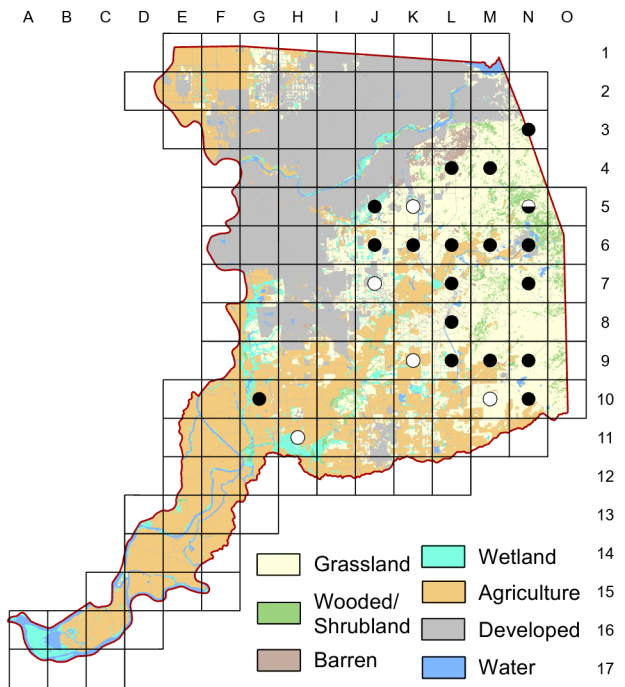 A B C D E F G H I J K L M N O
1
2
3
4
5
6
7
8
9
10
11
12
13
14
15
16
17
Grassland
Wooded/
Shrubland
Barren
Wetland
Agriculture
Developed
Water